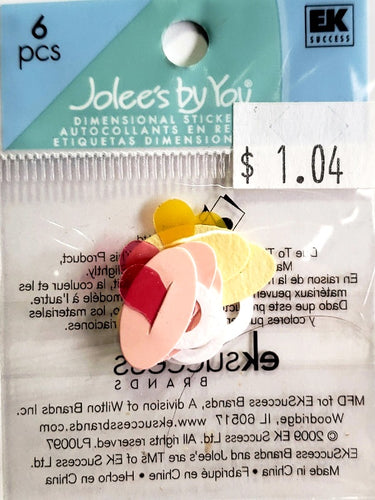 6
pcs
EK
SUCCESS
Jolee's by You
DIMENSIONAL STICKE
AUTOCOLLANTS EN RE
ETIQUETAS DIMENSION
$ 1.04
Due To T
s Product,
Ma
lightly.
En raison de la n
it, la couleur et les
matériaux peuven
modèle à l'autre.
Dado que este produc
o, los materiales
y colores pu
raciones.
eksuccess
BRANDS
MFD for EKSuccess Brands, A division of Wilton Brands Inc.
Woodridge, IL 60517 www.eksuccess.com
© 2009 EK Success Ltd. All rights reserved. PJ0097
EKSuccess Brands and Jolee's are TMs of EK Success Ltd.
Made in China • Fabriqué en Chine • Hecho en China